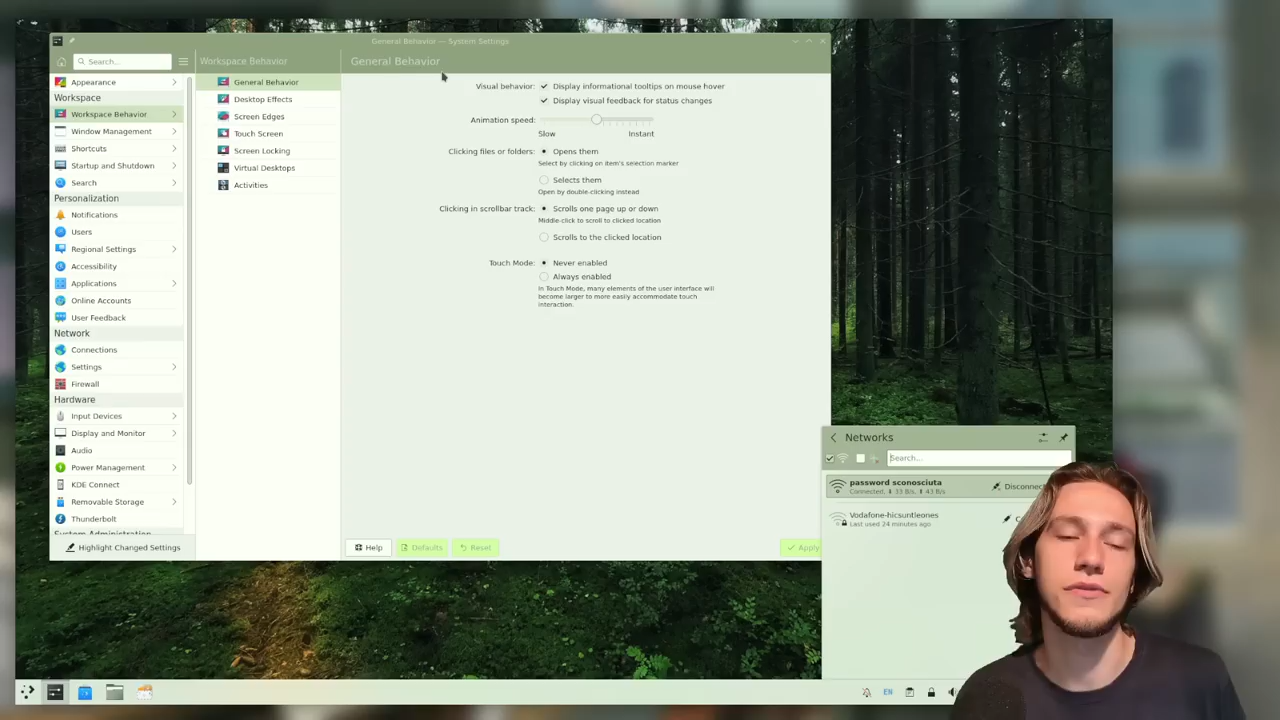 General Behavior — System Settings
Search...
Workspace Behavior
General Behavior
Appearance
Workspace
Workspace Behavior
Window Management
Shortcuts
Startup and Shutdown
Search
Personalization
Notifications
Users
Regional Settings
Accessibility
Applications
Online Accounts
User Feedback
Network
Connections
Settings
Firewall
Hardware
Input Devices
Display and Monitor
Audio
Power Management
KDE Connect
Removable Storage
Thunderbolt
System Administration
Highlight Changed Settings
General Behavior
Desktop Effects
Screen Edges
Touch Screen
Screen Locking
Virtual Desktops
Activities
Visual behavior: Display informational tooltips on mouse hover
Display visual feedback for status changes
Animation speed:
Slow Instant
Clicking files or folders: Opens them
Select by clicking on item's selection marker
Selects them
Open by double-clicking instead
Clicking in scrollbar track: Scrolls one page up or down
Middle-click to scroll to clicked location
Scrolls to the clicked location
Touch Mode: Never enabled
Always enabled
In Touch Mode, many elements of the user interface will
become larger to more easily accommodate touch
interaction.
Help Defaults Reset Apply
Networks
Search...
password sconosciuta
Connected, ⬇ 33 B/s, ⬆ 43 B/s
Disconnect
Vodafone-hicsuntleones
Last used 24 minutes ago
EN